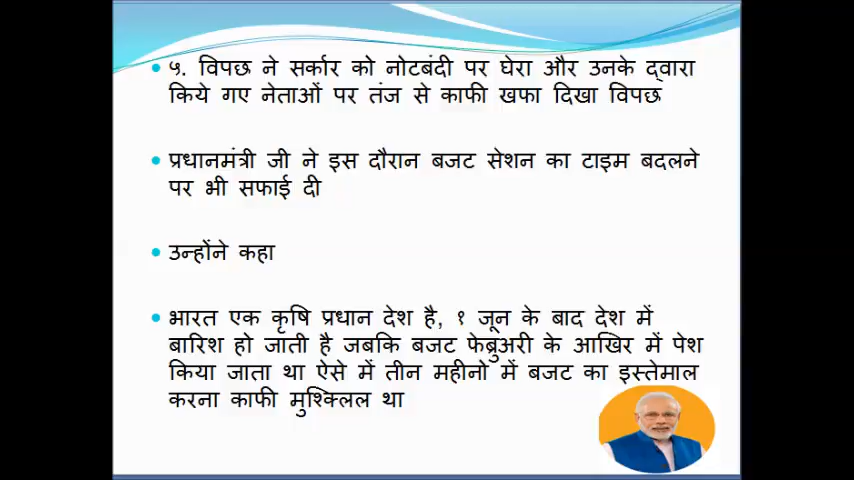 • ५. विपछ ने सर्कार को नोटबंदी पर घेरा और उनके द्वारा
किये गए नेताओं पर तंज से काफी खफा दिखा विपछ
• प्रधानमंत्री जी ने इस दौरान बजट सेशन का टाइम बदलने
पर भी सफाई दी
• उन्होंने कहा
• भारत एक कृषि प्रधान देश है, १ जून के बाद देश में
बारिश हो जाती है जबकि बजट फेब्रुअरी के आखिर में पेश
किया जाता था ऐसे में तीन महीनो में बजट का इस्तेमाल
करना काफी मुश्क्लिल था